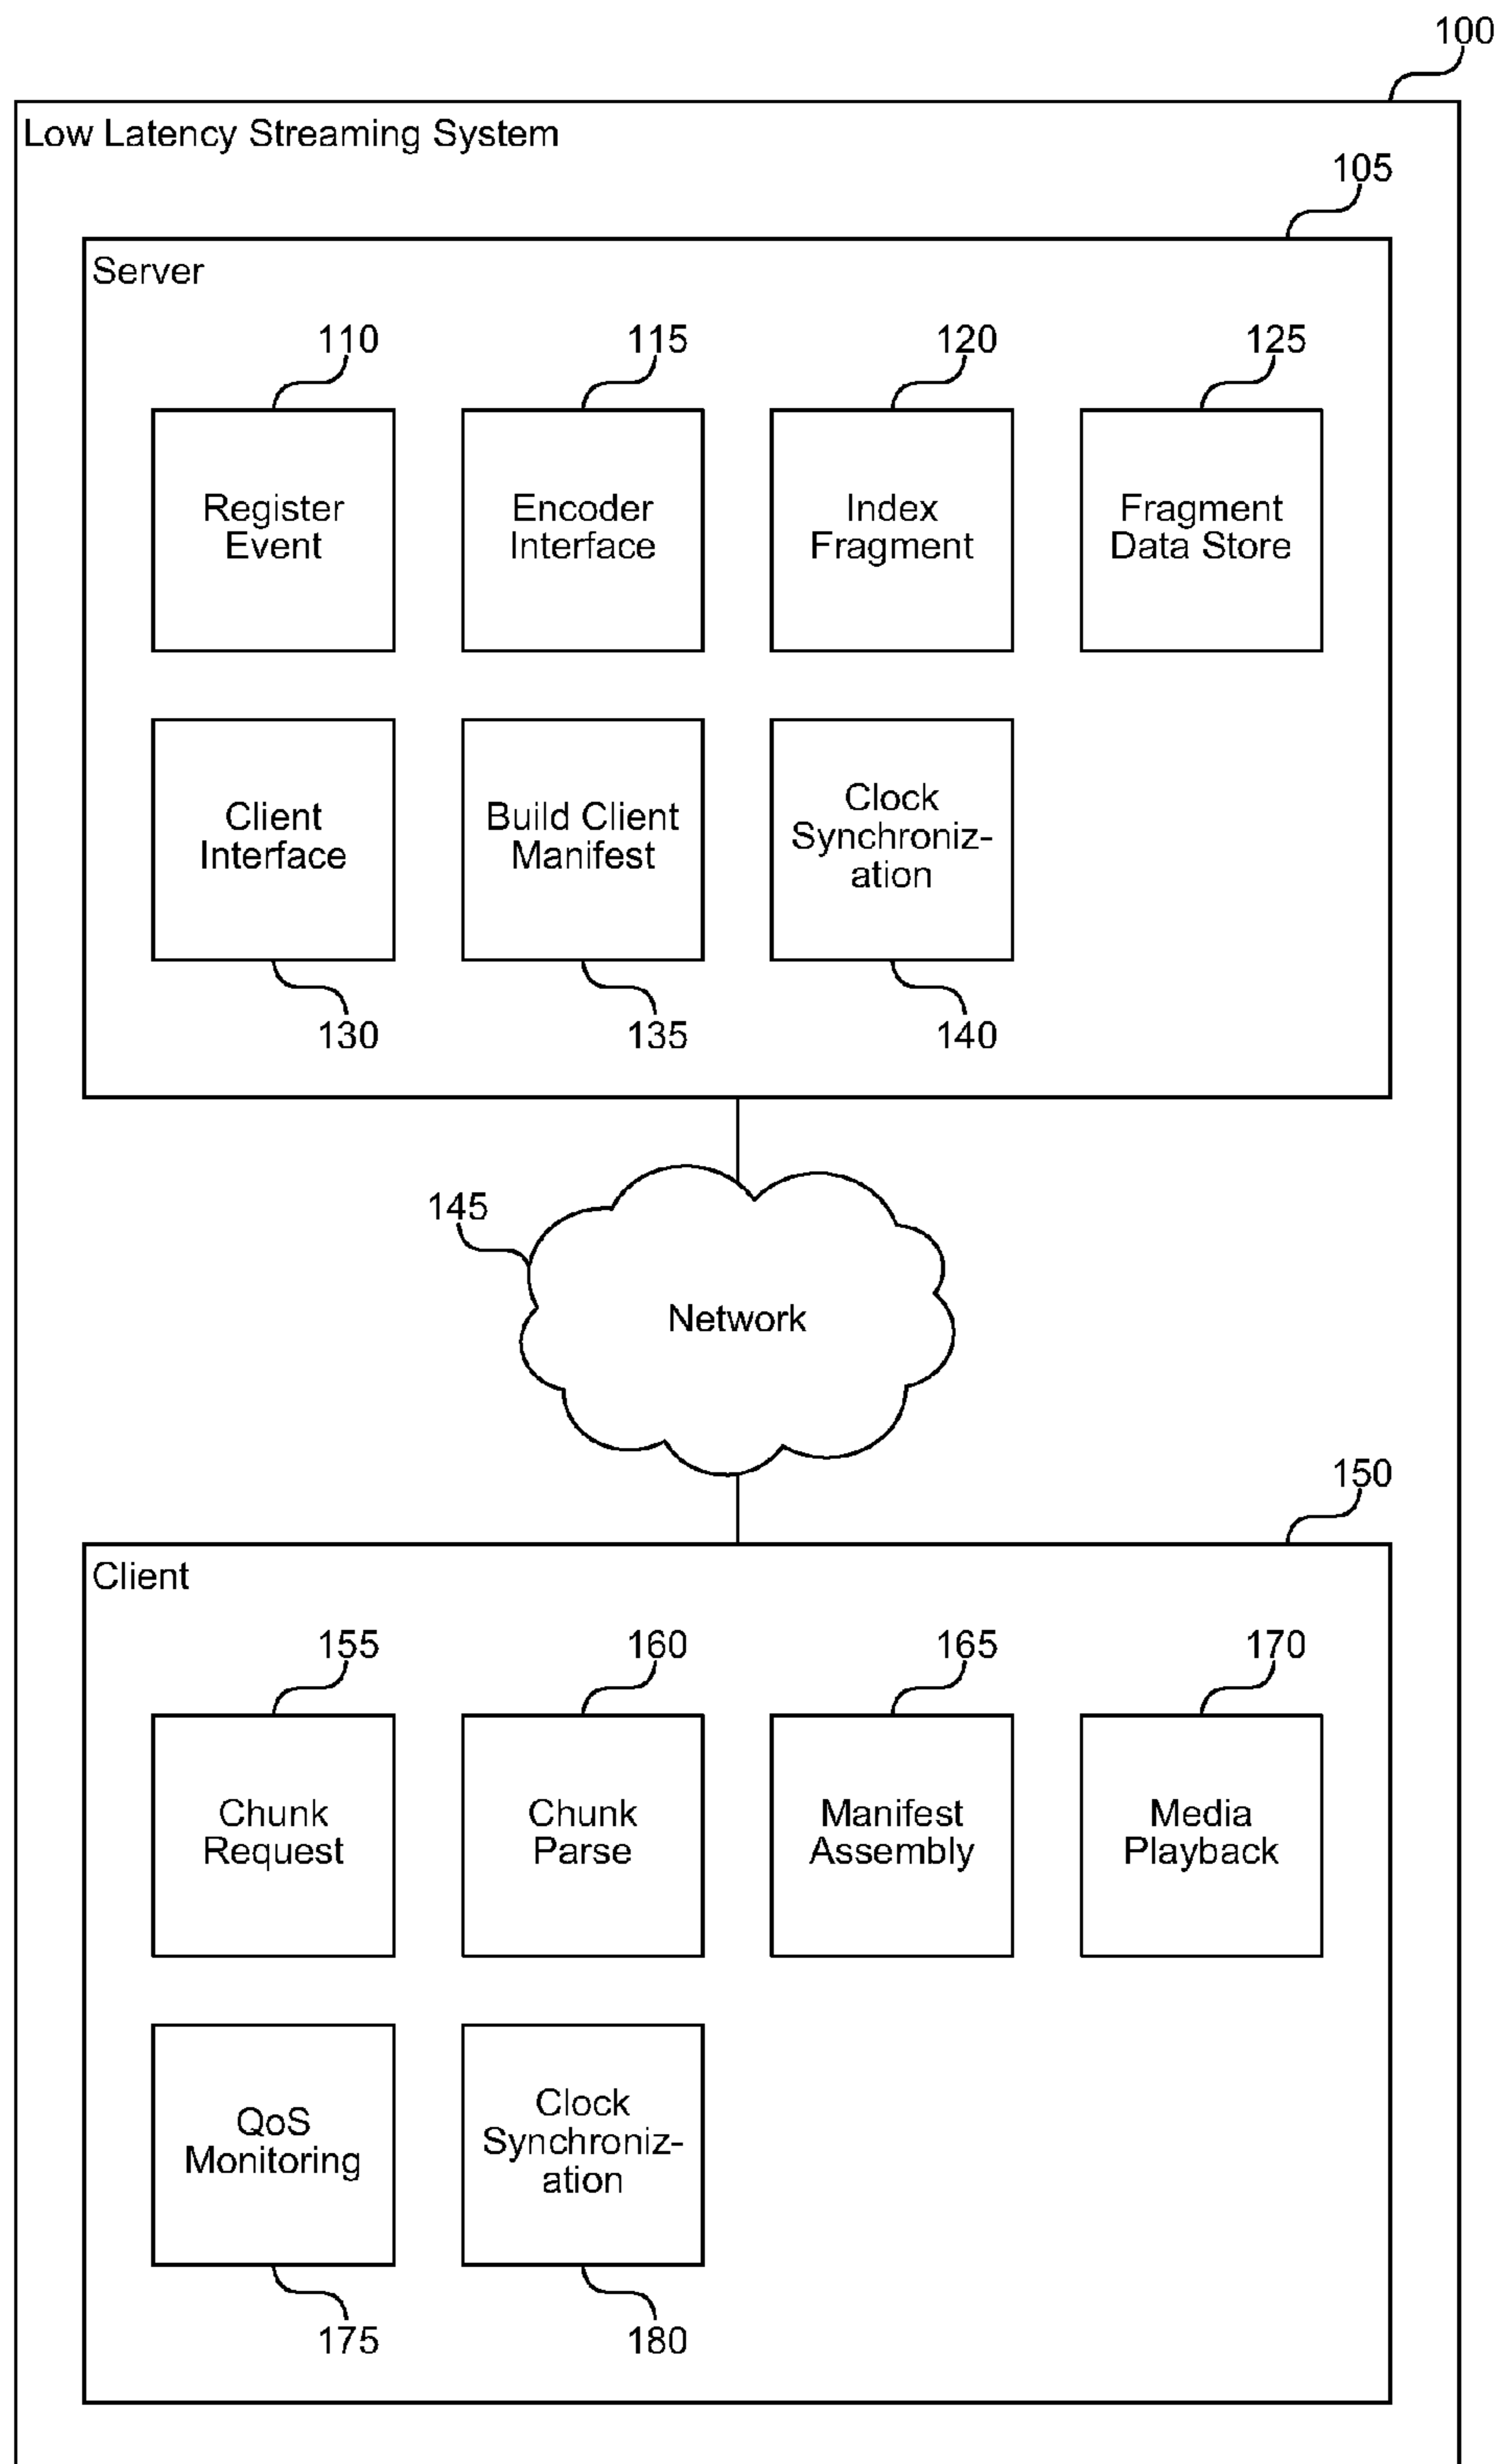 100
Low Latency Streaming System
105
Server
110
115
120
125
Register
Event
Encoder
Interface
Index
Fragment
Fragment
Data Store
Client
Interface
Build Client
Manifest
Clock
Synchroniz-
ation
130
135
140
145
Network
150
Client
155
160
165
170
Chunk
Request
Chunk
Parse
Manifest
Assembly
Media
Playback
QoS
Monitoring
Clock
Synchroniz-
ation
175
180